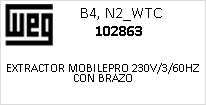 WEG
B4, N2_WTC
102863
EXTRACTOR MOBILEPRO 230V/3/60HZ
CON BRAZO